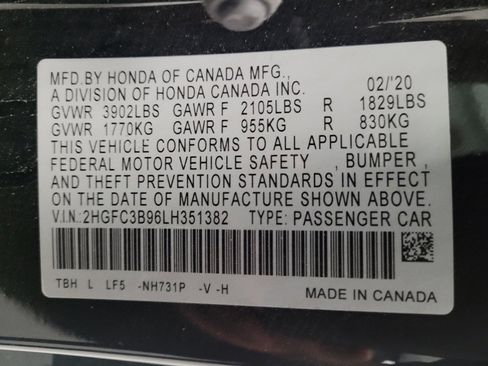 MFD.BY HONDA OF CANADA MFG.,
A DIVISION OF HONDA CANADA INC. 02/'20
GVWR 3902LBS GAWR F 2105LBS R 1829LBS
GVWR 1770KG GAWR F 955KG R 830KG
THIS VEHICLE CONFORMS TO ALL APPLICABLE
FEDERAL MOTOR VEHICLE SAFETY , BUMPER ,
AND THEFT PREVENTION STANDARDS IN EFFECT
ON THE DATE OF MANUFACTURE SHOWN ABOVE.
V.I.N.:2HGFC3B96LH351382 TYPE: PASSENGER CAR
TBH L LF5 -NH731P -V -H
MADE IN CANADA